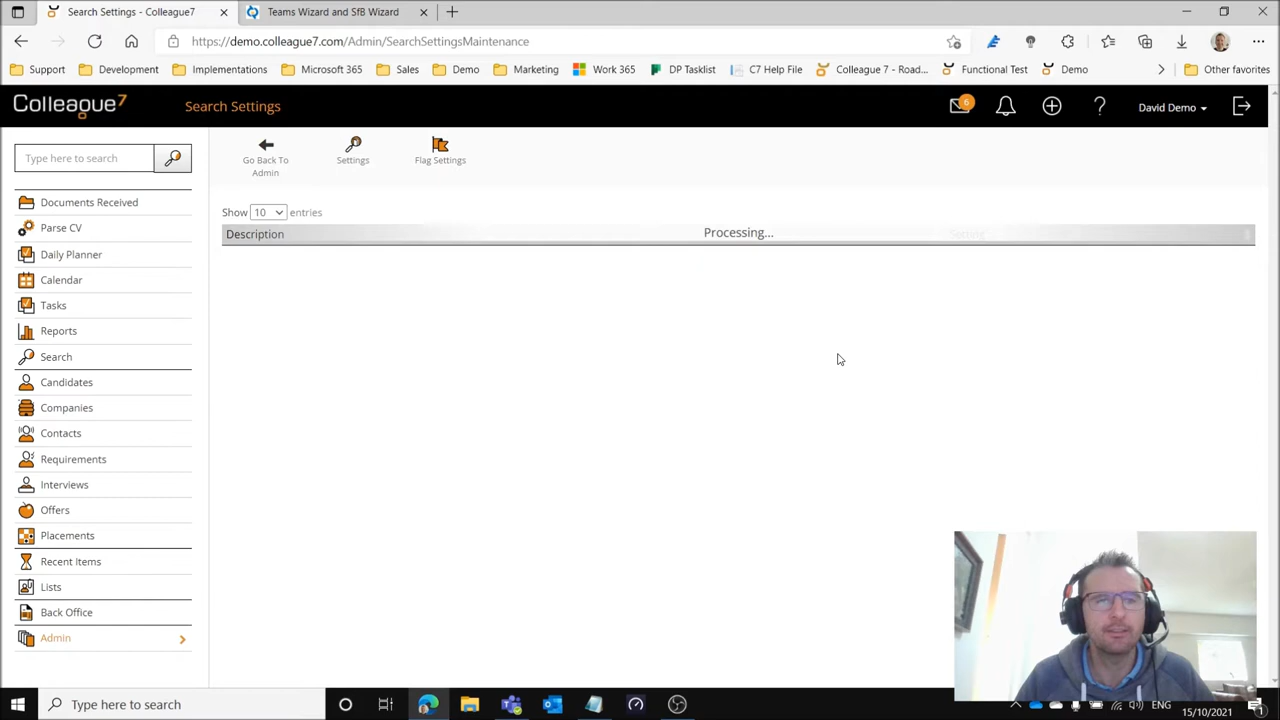 Search Settings - Colleague7
Teams Wizard and SfB Wizard
https://demo.colleague7.com/Admin/SearchSettingsMaintenance
Support
Development
Implementations
Microsoft 365
Sales
Demo
Marketing
Work 365
DP Tasklist
C7 Help File
Colleague 7 - Road...
Functional Test
Demo
Other favorites
Colleague7
Search Settings
6
David Demo
Type here to search
Go Back To
Admin
Settings
Flag Settings
Documents Received
Parse CV
Daily Planner
Calendar
Tasks
Reports
Search
Candidates
Companies
Contacts
Requirements
Interviews
Offers
Placements
Recent Items
Lists
Back Office
Admin
Show 10 entries
Description
Processing...
Setting
Type here to search
ENG
15/10/2021
1